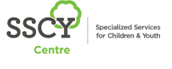 SSCY
Centre
Specialized Services
for Children & Youth